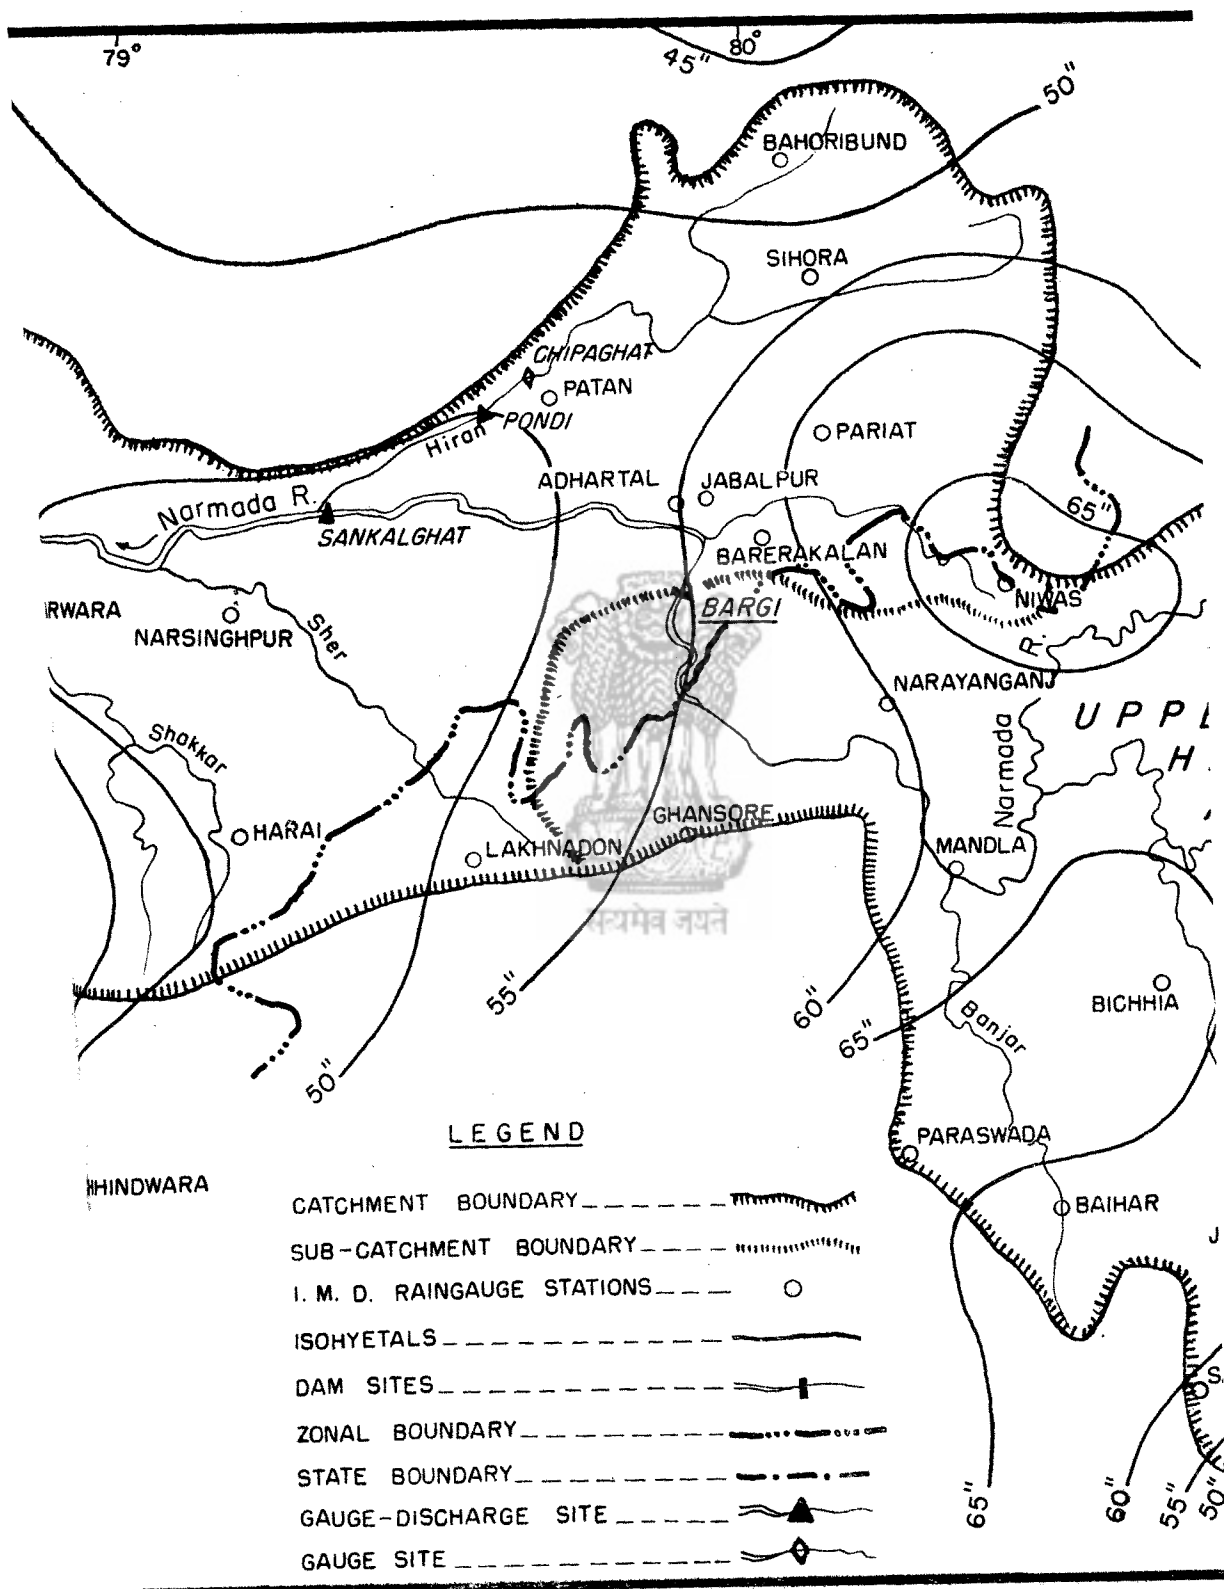 79°
80°
45"
50"
BAHORIBUND
SIHORA
CHIPAGHAT
PATAN
PONDI
Hiran
PARIAT
ADHARTAL
JABALPUR
Narmada R.
SANKALGHAT
65"
BARERAKALAN
NIWAS
BARGI
RWARA
NARSINGHPUR
Sher
R.
NARAYANGANJ
UPPE
H
Shakkar
Narmada
GHANSORE
HARAI
LAKHNADON
MANDLA
सत्यमेव जयते
55"
60"
65"
BICHHIA
Banjar
50"
LEGEND
PARASWADA
HHINDWARA
CATCHMENT BOUNDARY
BAIHAR
SUB-CATCHMENT BOUNDARY
J
I. M. D. RAINGAUGE STATIONS
ISOHYETALS
DAM SITES
S
ZONAL BOUNDARY
STATE BOUNDARY
65"
60"
55"
50"
GAUGE-DISCHARGE SITE
GAUGE SITE